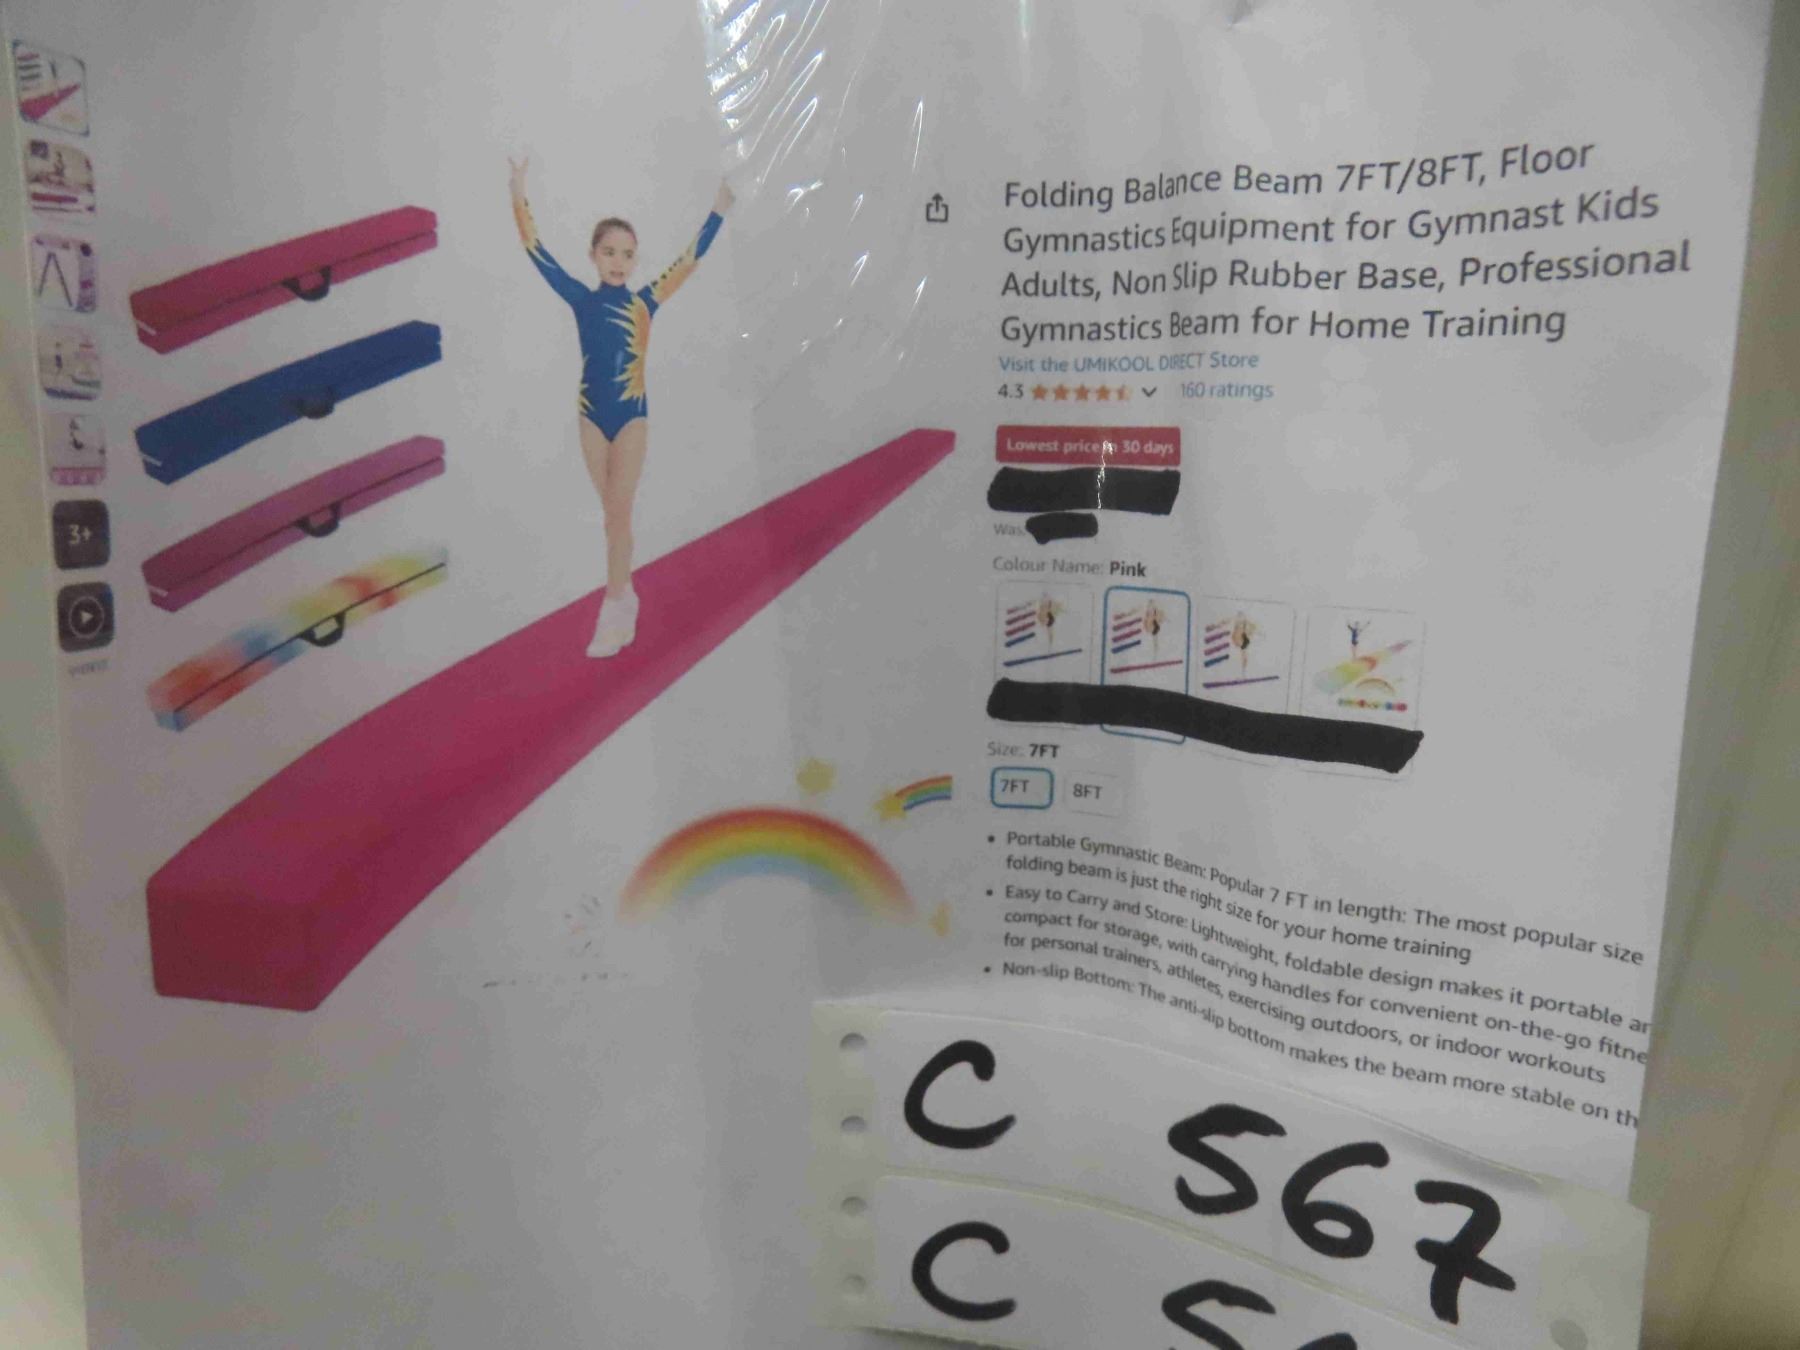 Folding Balance Beam 7FT/8FT, Floor
Gymnastics Equipment for Gymnast Kids
Adults, Non Slip Rubber Base, Professional
Gymnastics Beam for Home Training
Visit the UMIKOOL DIRECT Store
4.3 160 ratings
Lowest price in 30 days
Was:
Colour Name: Pink
Size: 7FT
7FT 8FT
• Portable Gymnastic Beam: Popular 7 FT in length: The most popular size
folding beam is just the right size for your home training
• Easy to Carry and Store: Lightweight, foldable design makes it portable an
compact for storage, with carrying handles for convenient on-the-go fitne
for personal trainers, athletes, exercising outdoors, or indoor workouts
• Non-slip Bottom: The anti-slip bottom makes the beam more stable on th
3+
VIDEO
C 567
C 5